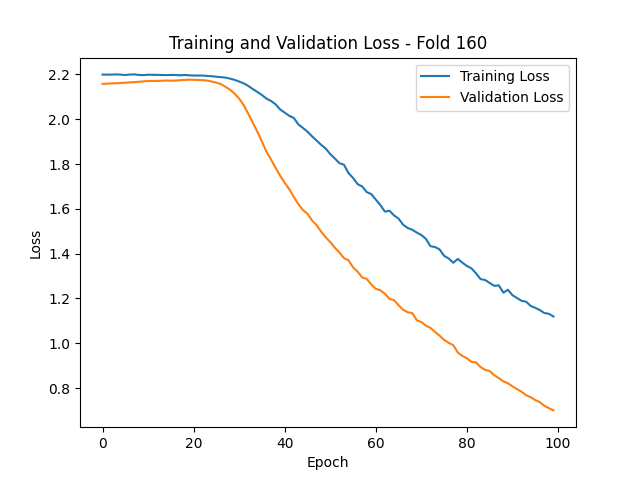 Training and Validation Loss - Fold 160
Training Loss
Validation Loss
2.2
2.0
1.8
1.6
1.4
1.2
1.0
0.8
Loss
0 20 40 60 80 100
Epoch